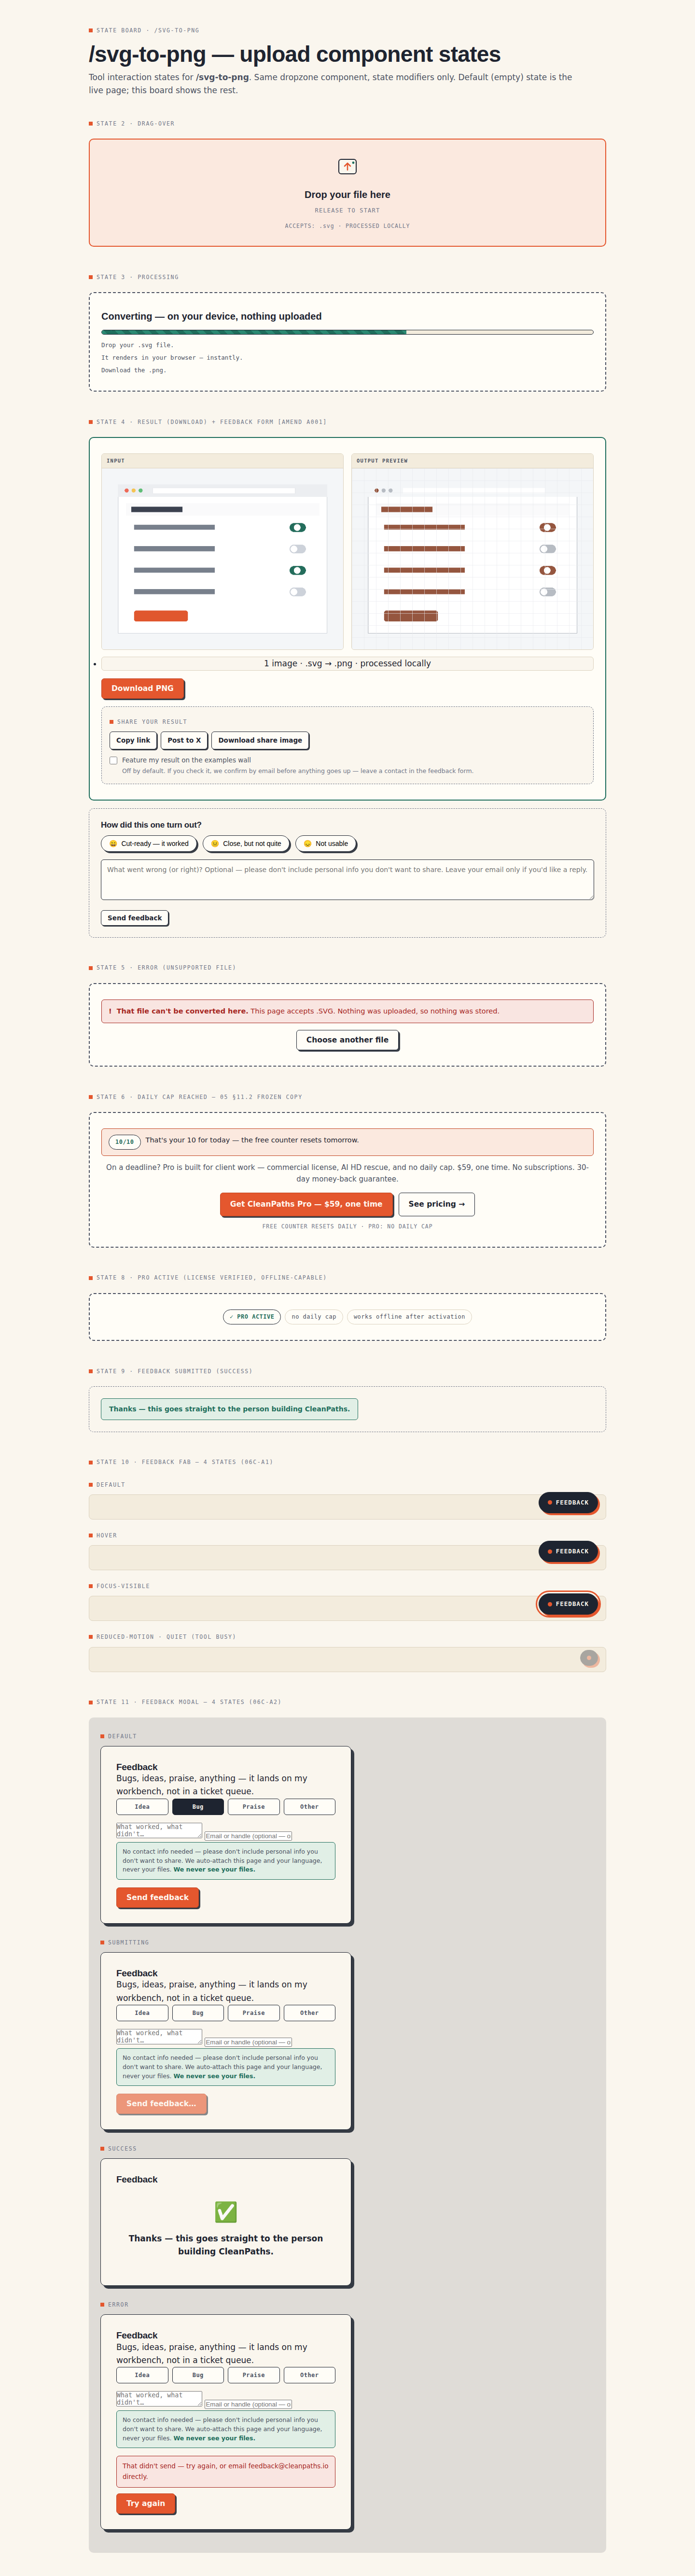 STATE BOARD · /SVG-TO-PNG
/svg-to-png — upload component states
Tool interaction states for /svg-to-png. Same dropzone component, state modifiers only. Default (empty) state is the
live page; this board shows the rest.
STATE 2 · DRAG-OVER
Drop your file here
RELEASE TO START
ACCEPTS: .svg · PROCESSED LOCALLY
STATE 3 · PROCESSING
Converting — on your device, nothing uploaded
Drop your .svg file.
It renders in your browser — instantly.
Download the .png.
STATE 4 · RESULT (DOWNLOAD) + FEEDBACK FORM [AMEND A001]
INPUT
OUTPUT PREVIEW
1 image · .svg → .png · processed locally
Download PNG
SHARE YOUR RESULT
Copy link
Post to X
Download share image
Feature my result on the examples wall
Off by default. If you check it, we confirm by email before anything goes up — leave a contact in the feedback form.
How did this one turn out?
😀 Cut-ready — it worked
😐 Close, but not quite
😞 Not usable
What went wrong (or right)? Optional — please don't include personal info you don't want to share. Leave your email only if you'd like a reply.
Send feedback
STATE 5 · ERROR (UNSUPPORTED FILE)
! That file can't be converted here. This page accepts .SVG. Nothing was uploaded, so nothing was stored.
Choose another file
STATE 6 · DAILY CAP REACHED — 05 §11.2 FROZEN COPY
10/10 That's your 10 for today — the free counter resets tomorrow.
On a deadline? Pro is built for client work — commercial license, AI HD rescue, and no daily cap. $59, one time. No subscriptions. 30-
day money-back guarantee.
Get CleanPaths Pro — $59, one time
See pricing →
FREE COUNTER RESETS DAILY · PRO: NO DAILY CAP
STATE 8 · PRO ACTIVE (LICENSE VERIFIED, OFFLINE-CAPABLE)
✓ PRO ACTIVE
no daily cap
works offline after activation
STATE 9 · FEEDBACK SUBMITTED (SUCCESS)
Thanks — this goes straight to the person building CleanPaths.
STATE 10 · FEEDBACK FAB — 4 STATES (06C-A1)
DEFAULT
FEEDBACK
HOVER
FEEDBACK
FOCUS-VISIBLE
FEEDBACK
REDUCED-MOTION · QUIET (TOOL BUSY)
STATE 11 · FEEDBACK MODAL — 4 STATES (06C-A2)
DEFAULT
Feedback
Bugs, ideas, praise, anything — it lands on my
workbench, not in a ticket queue.
Idea
Bug
Praise
Other
What worked, what
didn't…
Email or handle (optional — o
No contact info needed — please don't include personal info you
don't want to share. We auto-attach this page and your language,
never your files. We never see your files.
Send feedback
SUBMITTING
Feedback
Bugs, ideas, praise, anything — it lands on my
workbench, not in a ticket queue.
Idea
Bug
Praise
Other
What worked, what
didn't…
Email or handle (optional — o
No contact info needed — please don't include personal info you
don't want to share. We auto-attach this page and your language,
never your files. We never see your files.
Send feedback…
SUCCESS
Feedback
Thanks — this goes straight to the person
building CleanPaths.
ERROR
Feedback
Bugs, ideas, praise, anything — it lands on my
workbench, not in a ticket queue.
Idea
Bug
Praise
Other
What worked, what
didn't…
Email or handle (optional — o
No contact info needed — please don't include personal info you
don't want to share. We auto-attach this page and your language,
never your files. We never see your files.
That didn't send — try again, or email feedback@cleanpaths.io
directly.
Try again